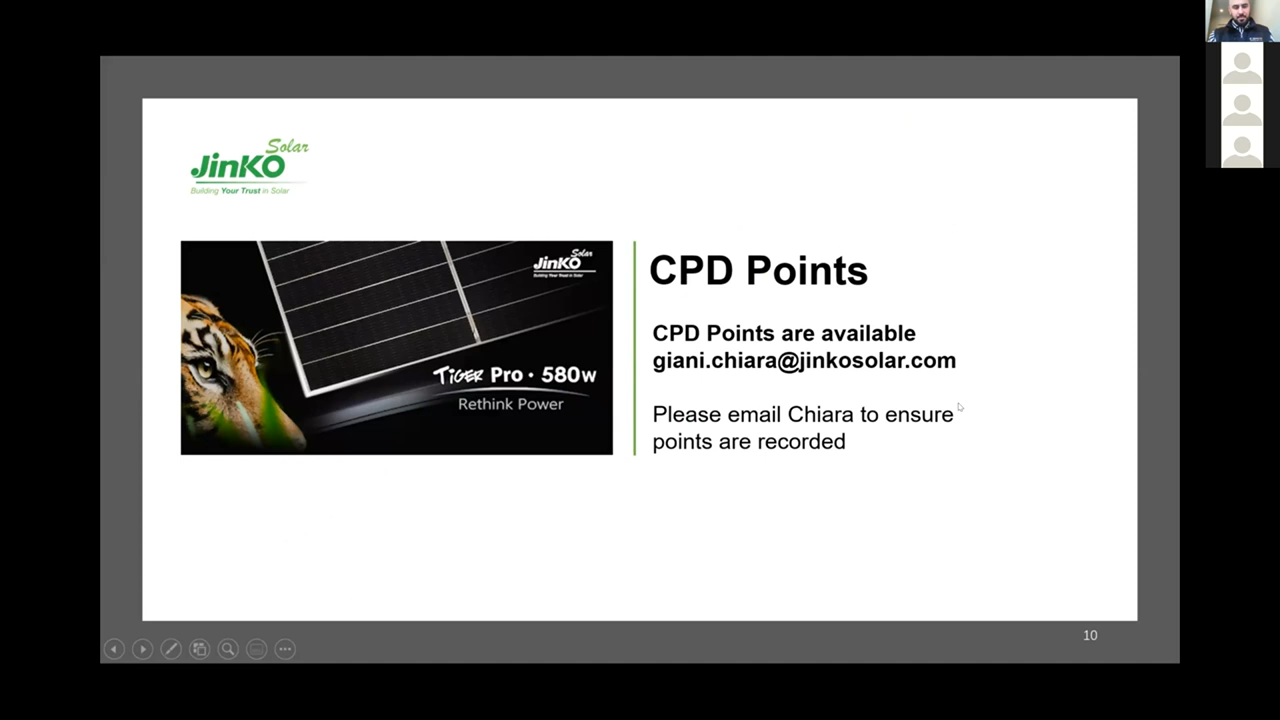 Solar
JinKO
Building Your Trust in Solar
Solar
JinKO
Building Your Trust in Solar
TIGER Pro · 580w
Rethink Power
CPD Points
CPD Points are available
giani.chiara@jinkosolar.com
Please email Chiara to ensure
points are recorded
10